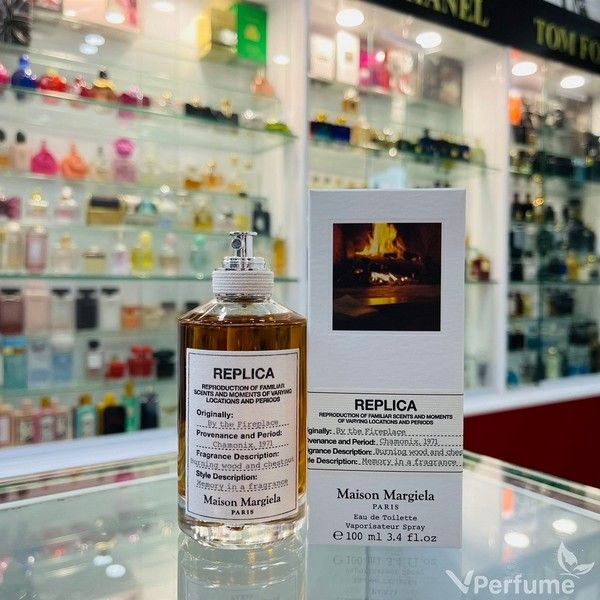 CHANEL
TOM FO
REPLICA
REPRODUCTION OF FAMILIAR
SCENTS AND MOMENTS OF VARYING
LOCATIONS AND PERIODS
Originally:
By the Fireplace
Provenance and Period:
Chamonix, 1971
Fragrance Description:
Burning wood and chestnut
Style Description:
Memory in a fragrance
Maison Margiela
PARIS
REPLICA
REPRODUCTION OF FAMILIAR SCENTS AND MOMENTS
OF VARYING LOCATIONS AND PERIODS
Originally: By the Fireplace
Provenance and Period: Chamonix, 1971
Fragrance Description: Burning wood and ches
Style Description: Memory in a fragrance
Maison Margiela
PARIS
Eau de Toilette
Vaporisateur Spray
℮ 100 ml 3.4 fl.oz
VPerfume